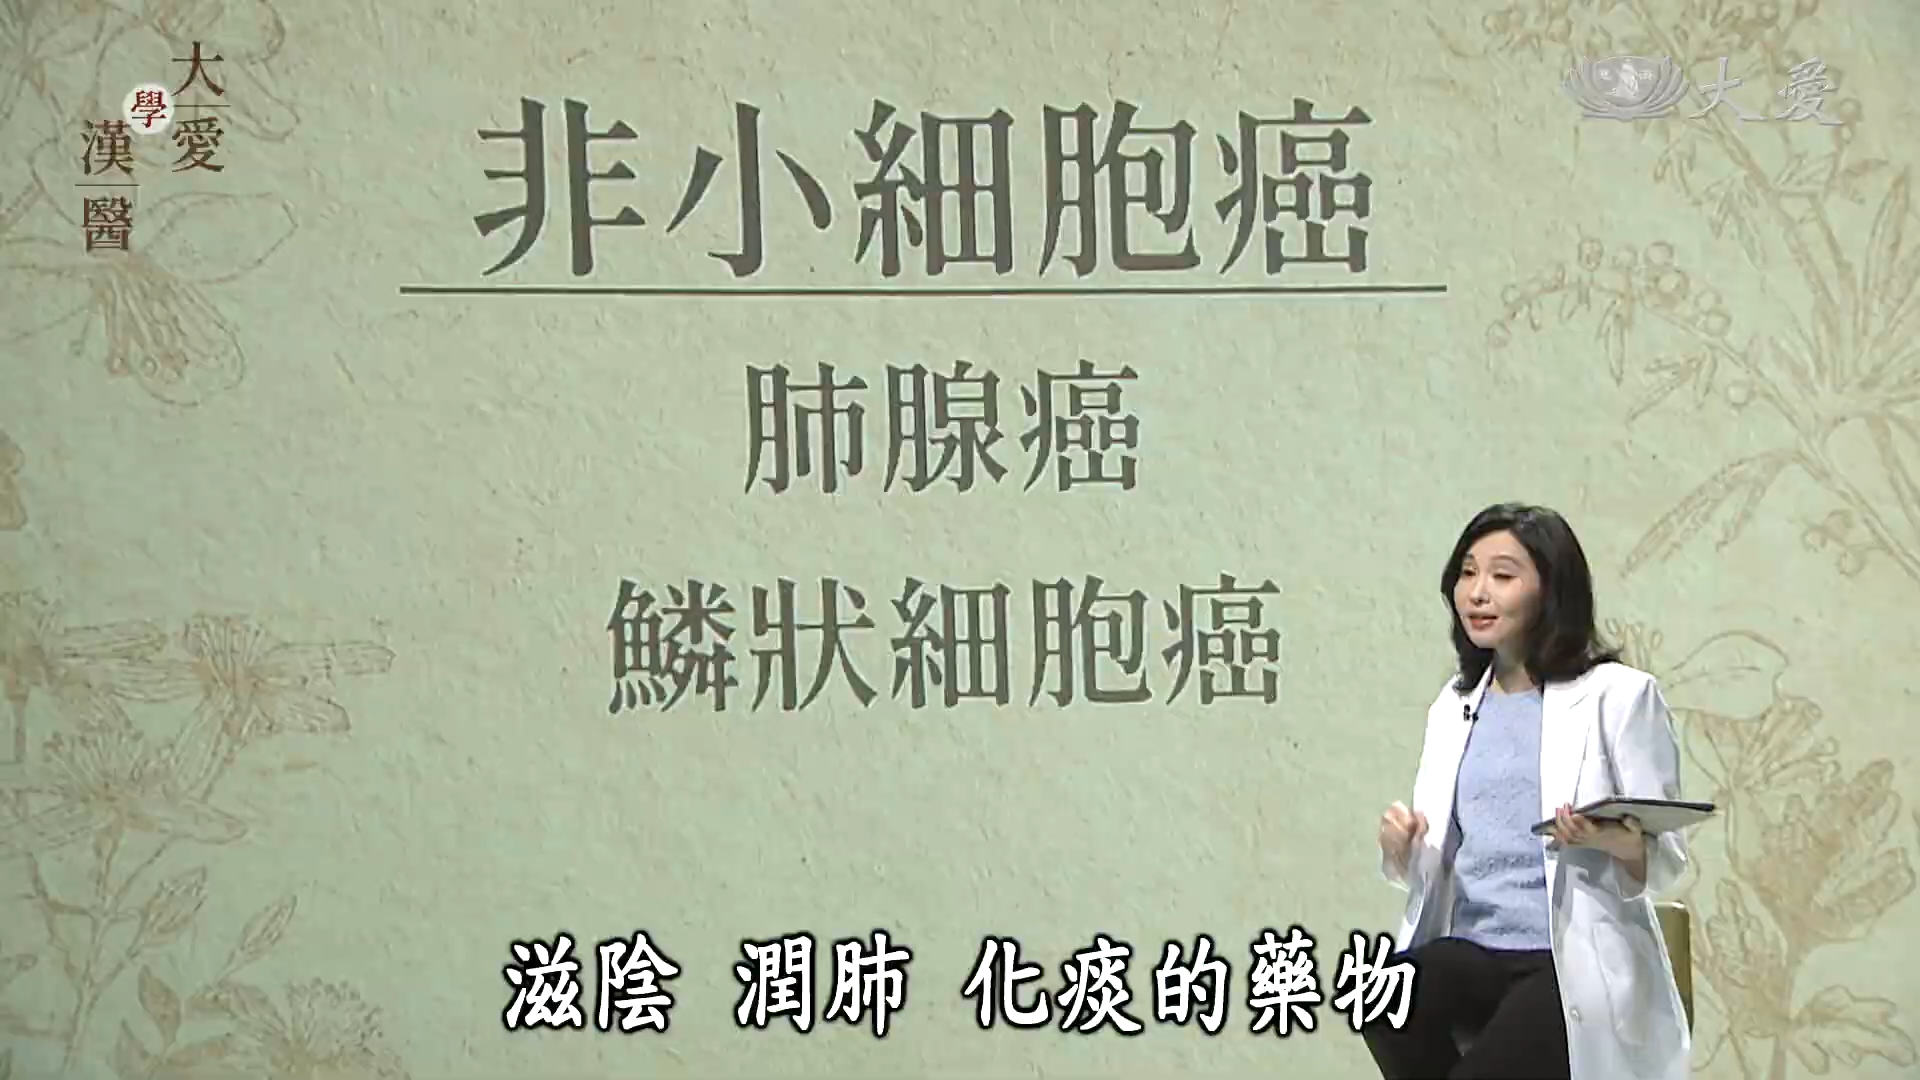 大愛
學
漢醫
大愛
非小細胞癌
肺腺癌
鱗狀細胞癌
滋陰 潤肺 化痰的藥物